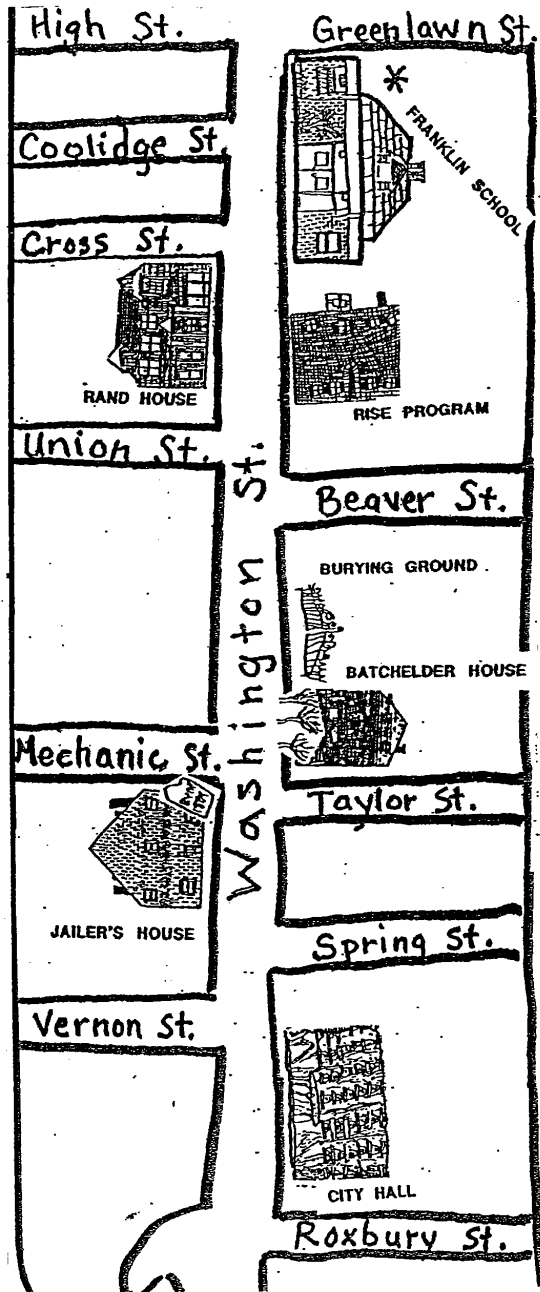 High St.
Greenlawn St.
FRANKLIN SCHOOL
Coolidge St.
Cross St.
RAND HOUSE
RISE PROGRAM
Union St.
Washington St.
Beaver St.
BURYING GROUND
BATCHELDER HOUSE
Mechanic St.
Taylor St.
JAILER'S HOUSE
Spring St.
Vernon St.
CITY HALL
Roxbury St.